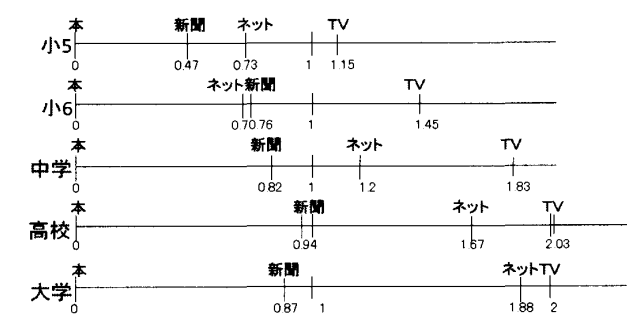 本 新聞 ネット TV
小5
0 0.47 0.73 1 1.15
本 ネット 新聞 TV
小6
0 0.70 0.76 1 1.45
本 新聞 ネット TV
中学
0 0.82 1 1.2 1.83
本 新聞 ネット TV
高校
0 0.94 1.67 2.03
本 新聞 ネット TV
大学
0 0.87 1 1.88 2